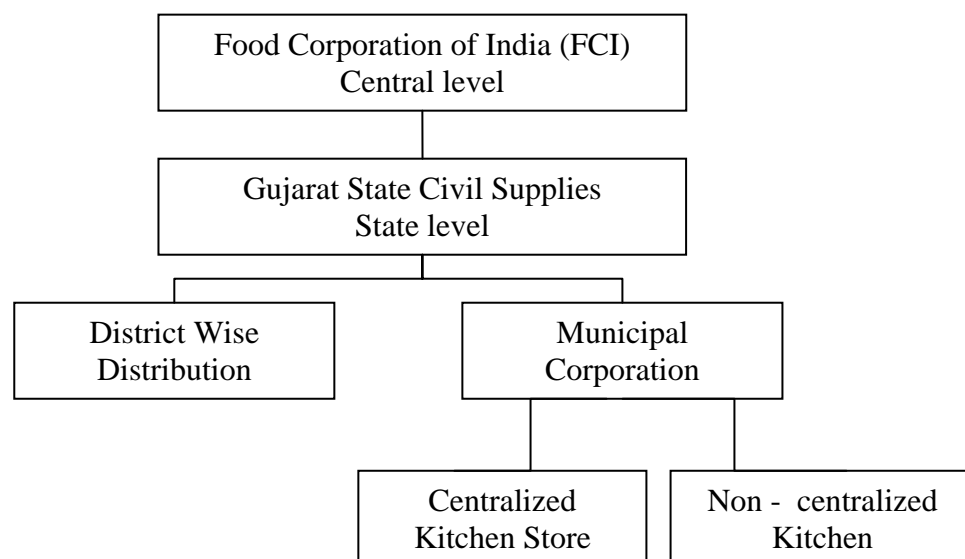 Food Corporation of India (FCI)
Central level
Gujarat State Civil Supplies
State level
District Wise
Distribution
Municipal
Corporation
Centralized
Kitchen Store
Non - centralized
Kitchen